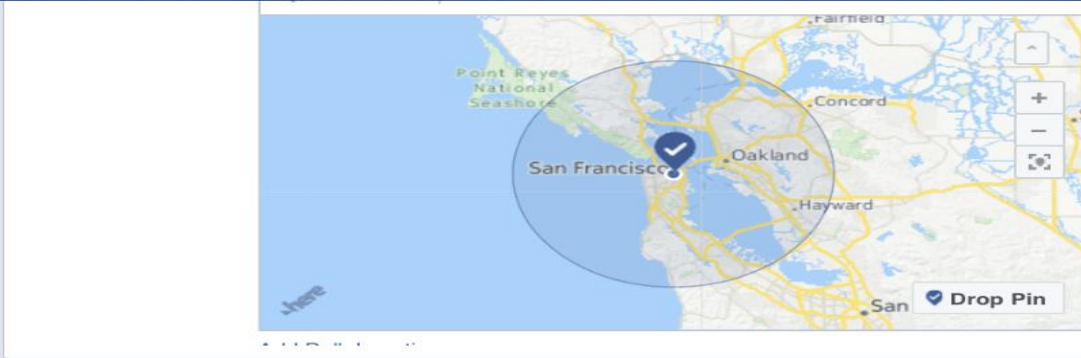 Fairfield
Point Reyes
National
Seashore
Concord
Oakland
San Francisco
Hayward
here
San
Drop Pin